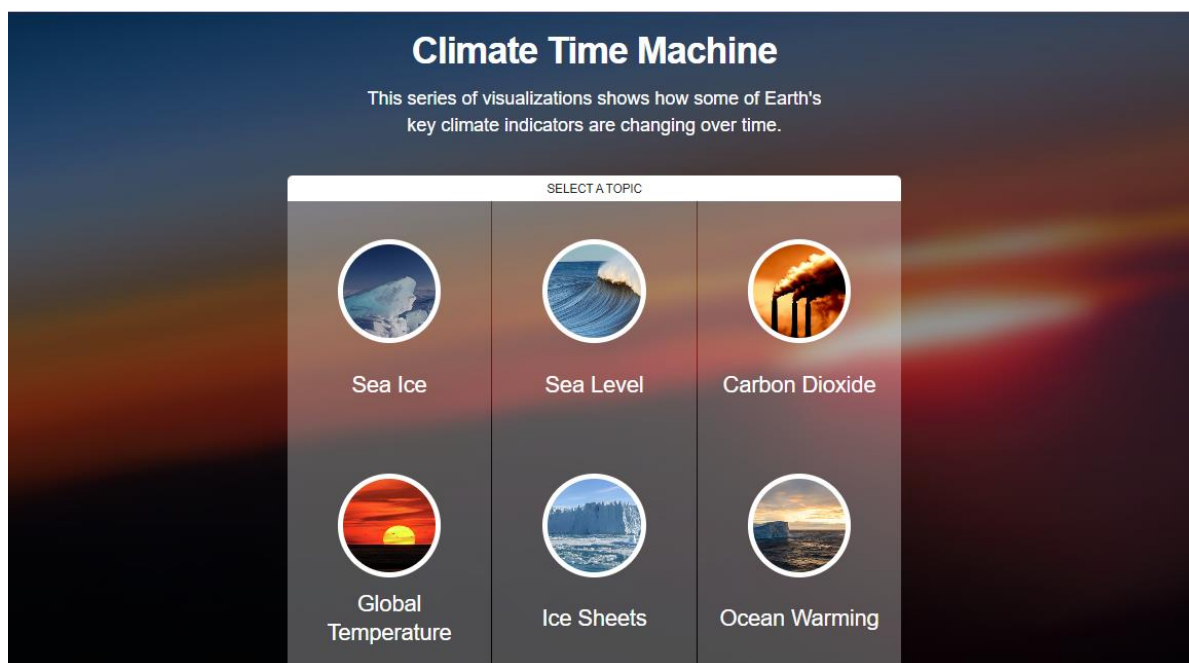 Climate Time Machine
This series of visualizations shows how some of Earth's
key climate indicators are changing over time.
SELECT A TOPIC
Sea Ice
Sea Level
Carbon Dioxide
Global
Temperature
Ice Sheets
Ocean Warming